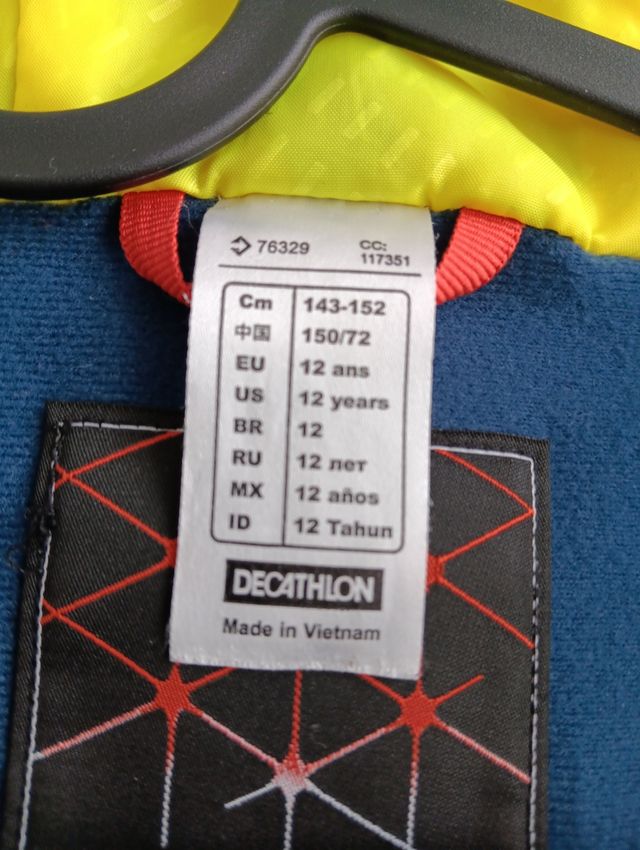 76329 CC:
117351
Cm 143-152
中国 150/72
EU 12 ans
US 12 years
BR 12
RU 12 лет
MX 12 años
ID 12 Tahun
DECATHLON
Made in Vietnam